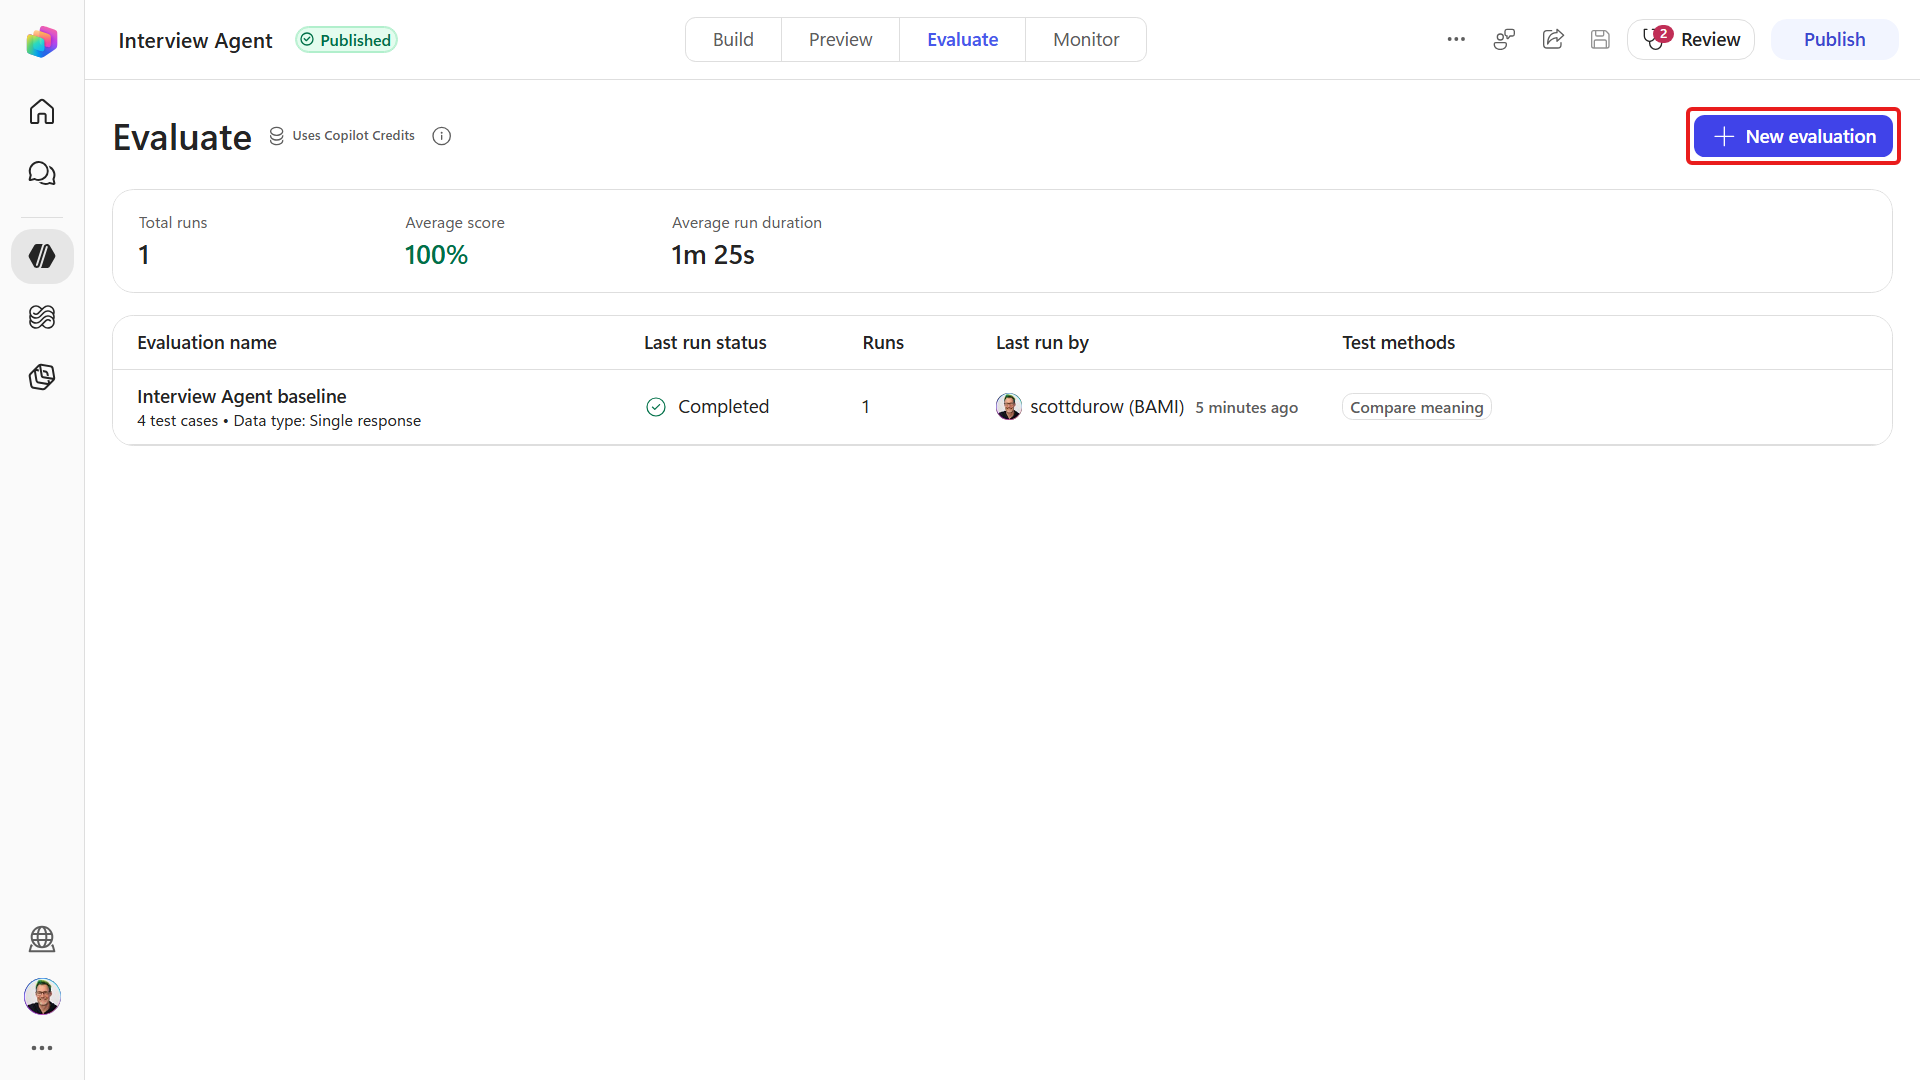 Interview Agent
Published
Build
Preview
Evaluate
Monitor
2
Review
Publish
Evaluate
Uses Copilot Credits
New evaluation
Total runs
1
Average score
100%
Average run duration
1m 25s
Evaluation name
Last run status
Runs
Last run by
Test methods
Interview Agent baseline
4 test cases • Data type: Single response
Completed
1
scottdurow (BAMI) 5 minutes ago
Compare meaning